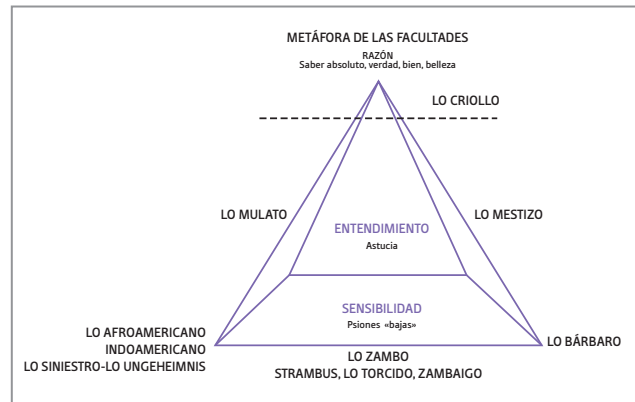 METÁFORA DE LAS FACULTADES
RAZÓN
Saber absoluto, verdad, bien, belleza
LO CRIOLLO
LO MULATO
LO MESTIZO
ENTENDIMIENTO
Astucia
SENSIBILIDAD
Psiones «bajas»
LO AFROAMERICANO
INDOAMERICANO
LO SINIESTRO-LO UNGEHEIMNIS
LO BÁRBARO
LO ZAMBO
STRAMBUS, LO TORCIDO, ZAMBAIGO